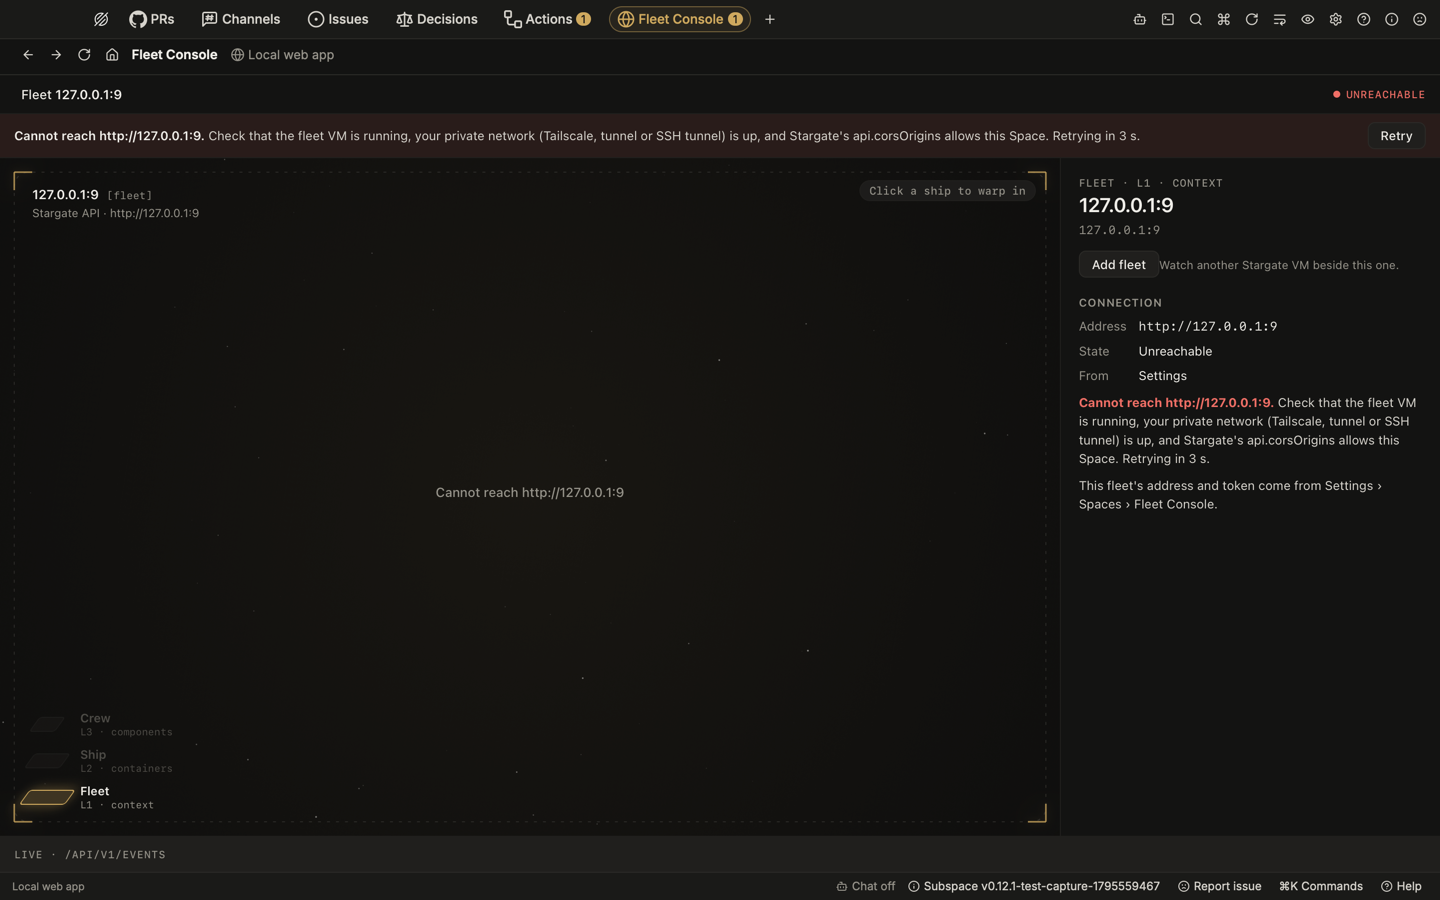 PRs
Channels
Issues
Decisions
Actions 1
Fleet Console 1
Fleet Console
Local web app
Fleet 127.0.0.1:9
UNREACHABLE
Cannot reach http://127.0.0.1:9. Check that the fleet VM is running, your private network (Tailscale, tunnel or SSH tunnel) is up, and Stargate's api.corsOrigins allows this Space. Retrying in 3 s.
Retry
127.0.0.1:9 [fleet]
Stargate API · http://127.0.0.1:9
Click a ship to warp in
Cannot reach http://127.0.0.1:9
Crew
L3 · components
Ship
L2 · containers
Fleet
L1 · context
FLEET · L1 · CONTEXT
127.0.0.1:9
127.0.0.1:9
Add fleet Watch another Stargate VM beside this one.
CONNECTION
Address http://127.0.0.1:9
State Unreachable
From Settings
Cannot reach http://127.0.0.1:9. Check that the fleet VM
is running, your private network (Tailscale, tunnel or SSH
tunnel) is up, and Stargate's api.corsOrigins allows this
Space. Retrying in 3 s.
This fleet's address and token come from Settings ›
Spaces › Fleet Console.
LIVE · /API/V1/EVENTS
Local web app
Chat off
Subspace v0.12.1-test-capture-1795559467
Report issue
⌘K Commands
Help